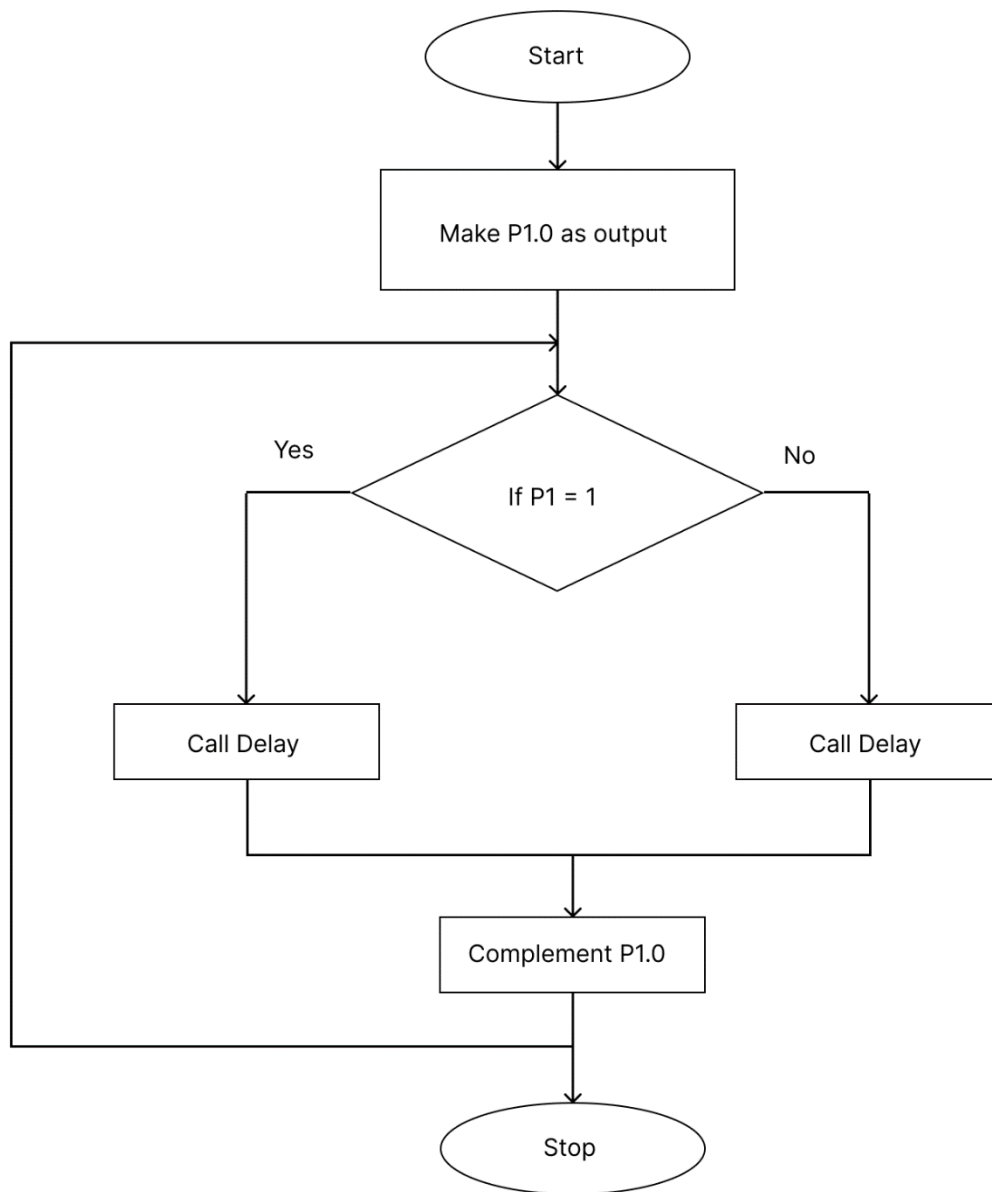 Start
Make P1.0 as output
Yes
No
If P1 = 1
Call Delay
Call Delay
Complement P1.0
Stop